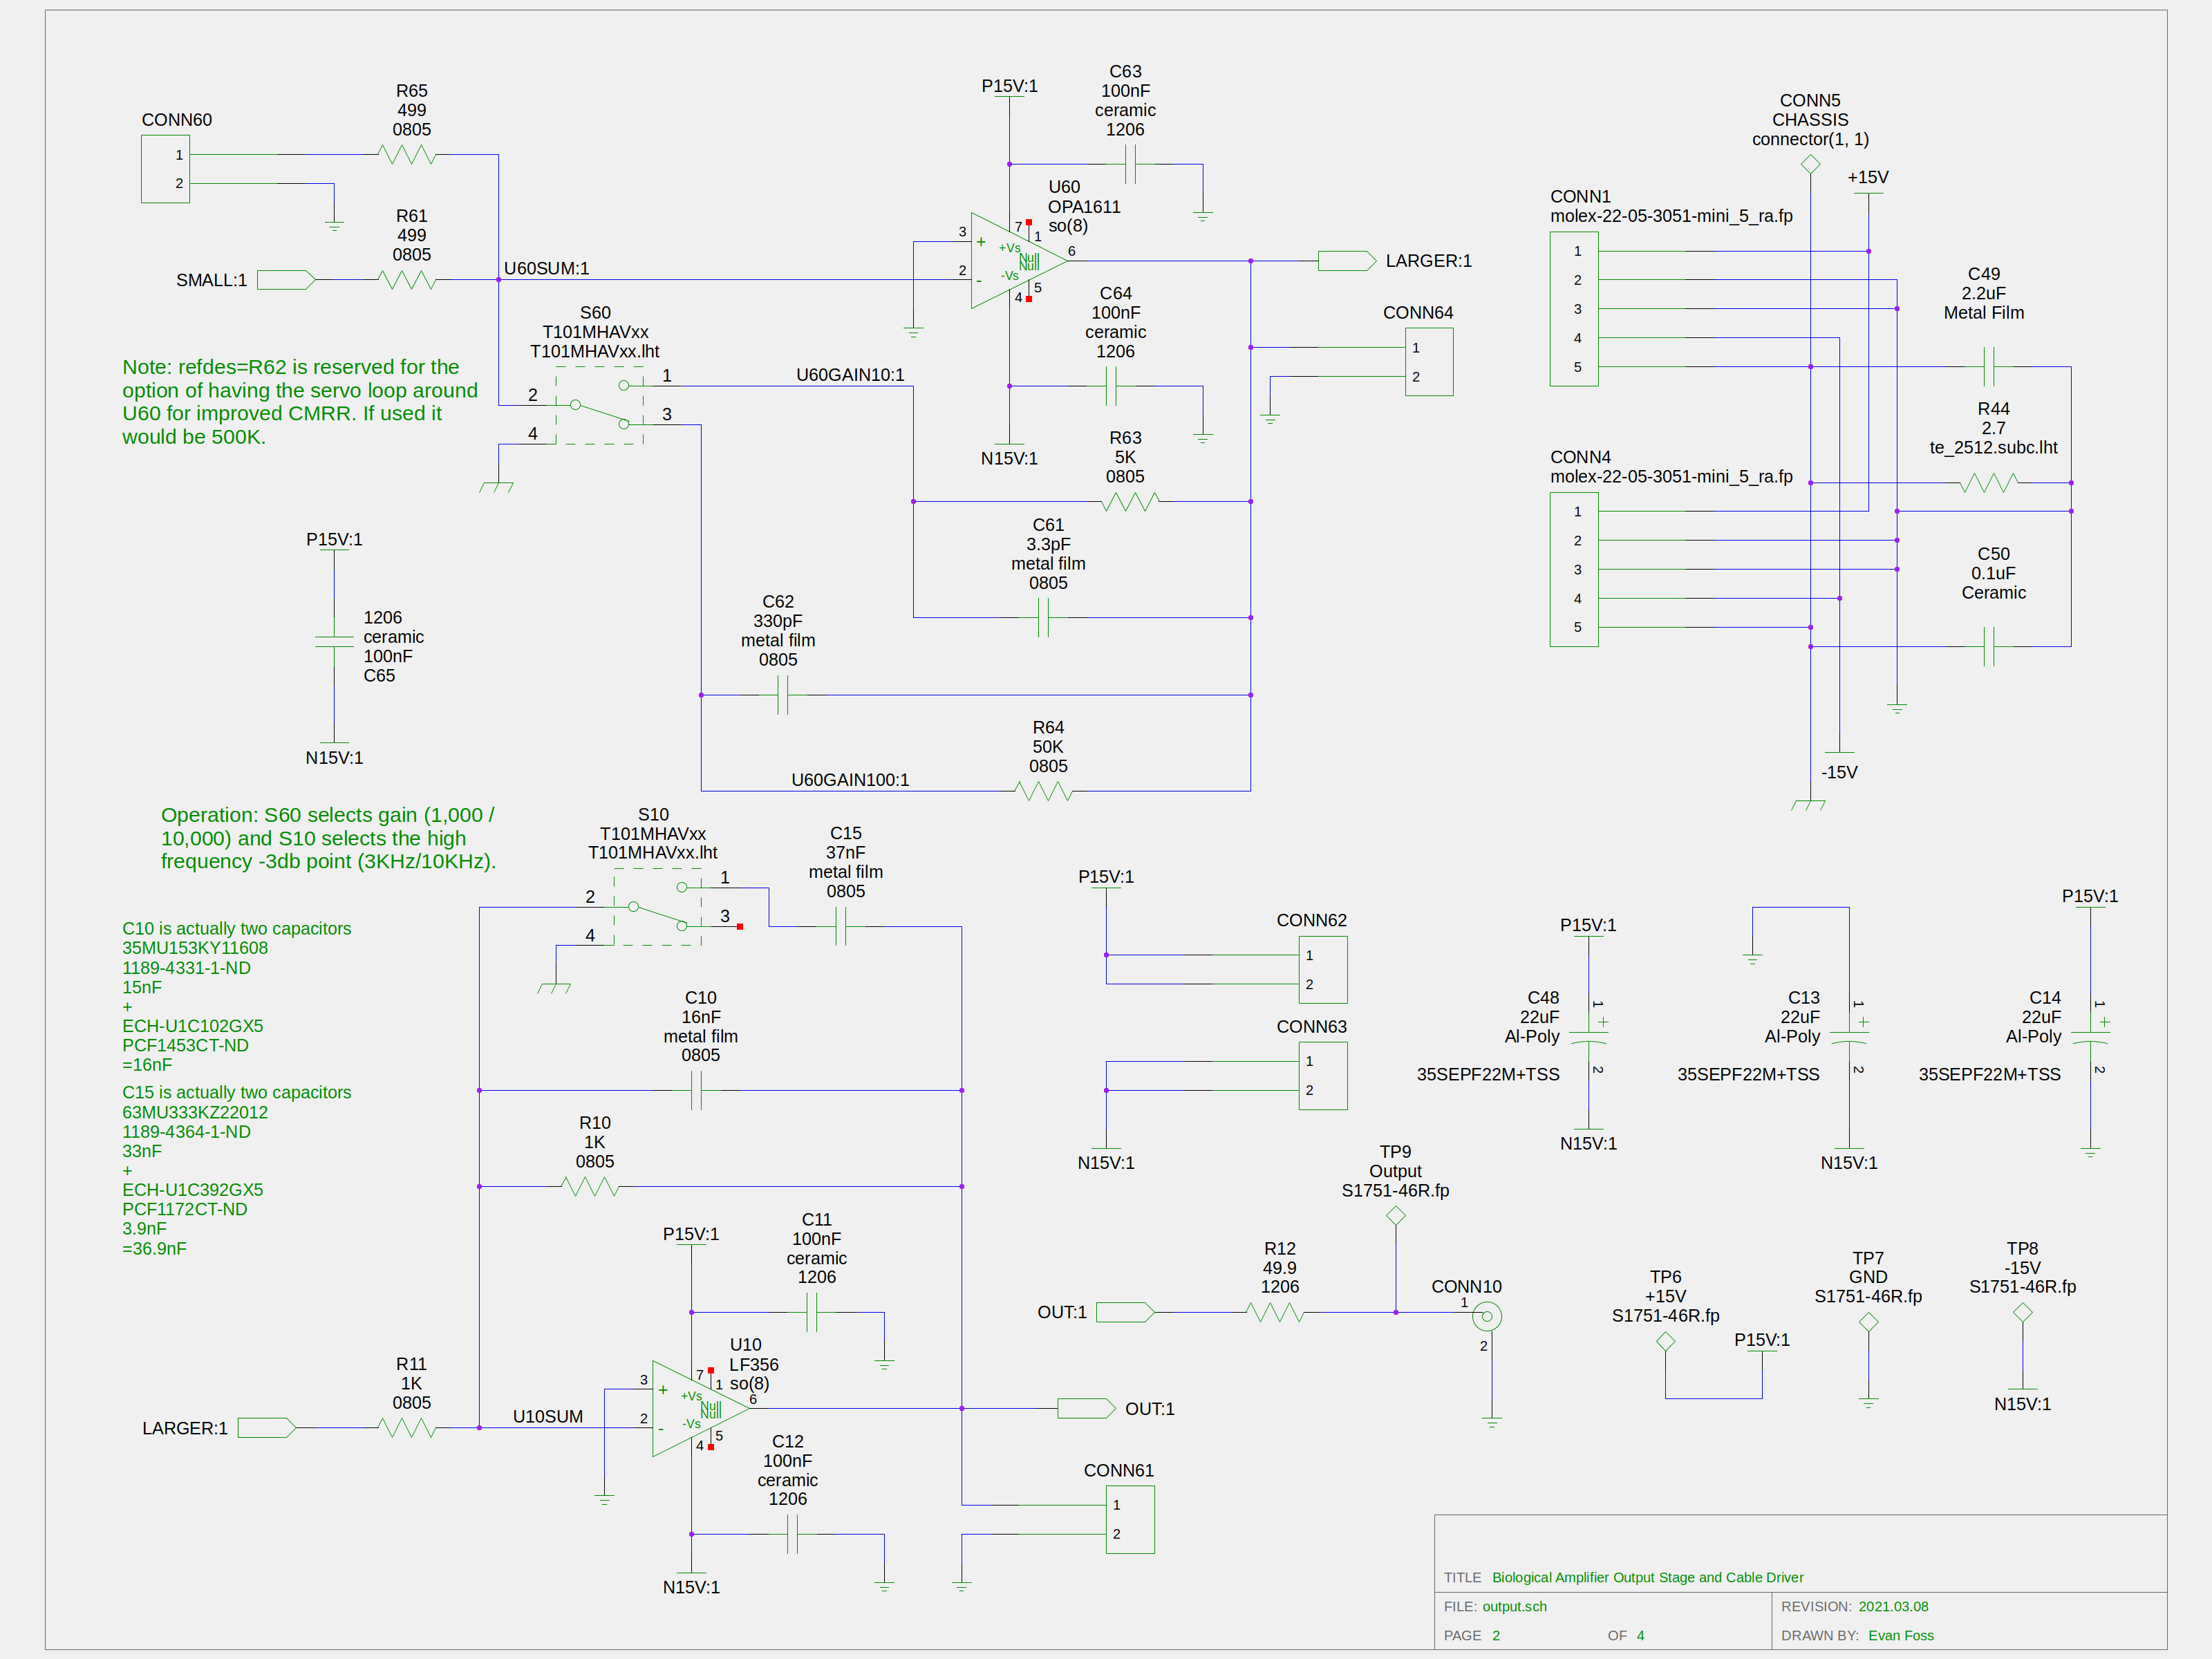 CONN60
1
2
R65
499
0805
R61
499
0805
SMALL:1
U60SUM:1
S60
T101MHAVxx
T101MHAVxx.lht
1
2
3
4
U60GAIN10:1
Note: refdes=R62 is reserved for the
option of having the servo loop around
U60 for improved CMRR. If used it
would be 500K.
P15V:1
C63
100nF
ceramic
1206
U60
OPA1611
so(8)
3
+
2
-
7
1
+Vs
Null
Null
-Vs
4
5
6
LARGER:1
C64
100nF
ceramic
1206
N15V:1
CONN64
1
2
R63
5K
0805
C61
3.3pF
metal film
0805
C62
330pF
metal film
0805
R64
50K
0805
U60GAIN100:1
P15V:1
1206
ceramic
100nF
C65
N15V:1
CONN5
CHASSIS
connector(1, 1)
+15V
CONN1
molex-22-05-3051-mini_5_ra.fp
1
2
3
4
5
C49
2.2uF
Metal Film
R44
2.7
te_2512.subc.lht
CONN4
molex-22-05-3051-mini_5_ra.fp
1
2
3
4
5
C50
0.1uF
Ceramic
-15V
Operation: S60 selects gain (1,000 /
10,000) and S10 selects the high
frequency -3db point (3KHz/10KHz).
S10
T101MHAVxx
T101MHAVxx.lht
1
2
3
4
C15
37nF
metal film
0805
C10 is actually two capacitors
35MU153KY11608
1189-4331-1-ND
15nF
+
ECH-U1C102GX5
PCF1453CT-ND
=16nF
C15 is actually two capacitors
63MU333KZ22012
1189-4364-1-ND
33nF
+
ECH-U1C392GX5
PCF1172CT-ND
3.9nF
=36.9nF
C10
16nF
metal film
0805
R10
1K
0805
P15V:1
C11
100nF
ceramic
1206
U10
LF356
so(8)
3
+
2
-
7
1
+Vs
Null
Null
-Vs
4
5
6
R11
1K
0805
LARGER:1
U10SUM
OUT:1
C12
100nF
ceramic
1206
N15V:1
CONN61
1
2
P15V:1
CONN62
1
2
CONN63
1
2
N15V:1
P15V:1
C48
22uF
Al-Poly
35SEPF22M+TSS
1
+
2
N15V:1
C13
22uF
Al-Poly
35SEPF22M+TSS
1
+
2
N15V:1
P15V:1
C14
22uF
Al-Poly
35SEPF22M+TSS
1
+
2
TP9
Output
S1751-46R.fp
OUT:1
R12
49.9
1206
CONN10
1
2
TP6
+15V
S1751-46R.fp
P15V:1
TP7
GND
S1751-46R.fp
TP8
-15V
S1751-46R.fp
N15V:1
TITLE Biological Amplifier Output Stage and Cable Driver
FILE: output.sch
REVISION: 2021.03.08
PAGE 2 OF 4
DRAWN BY: Evan Foss